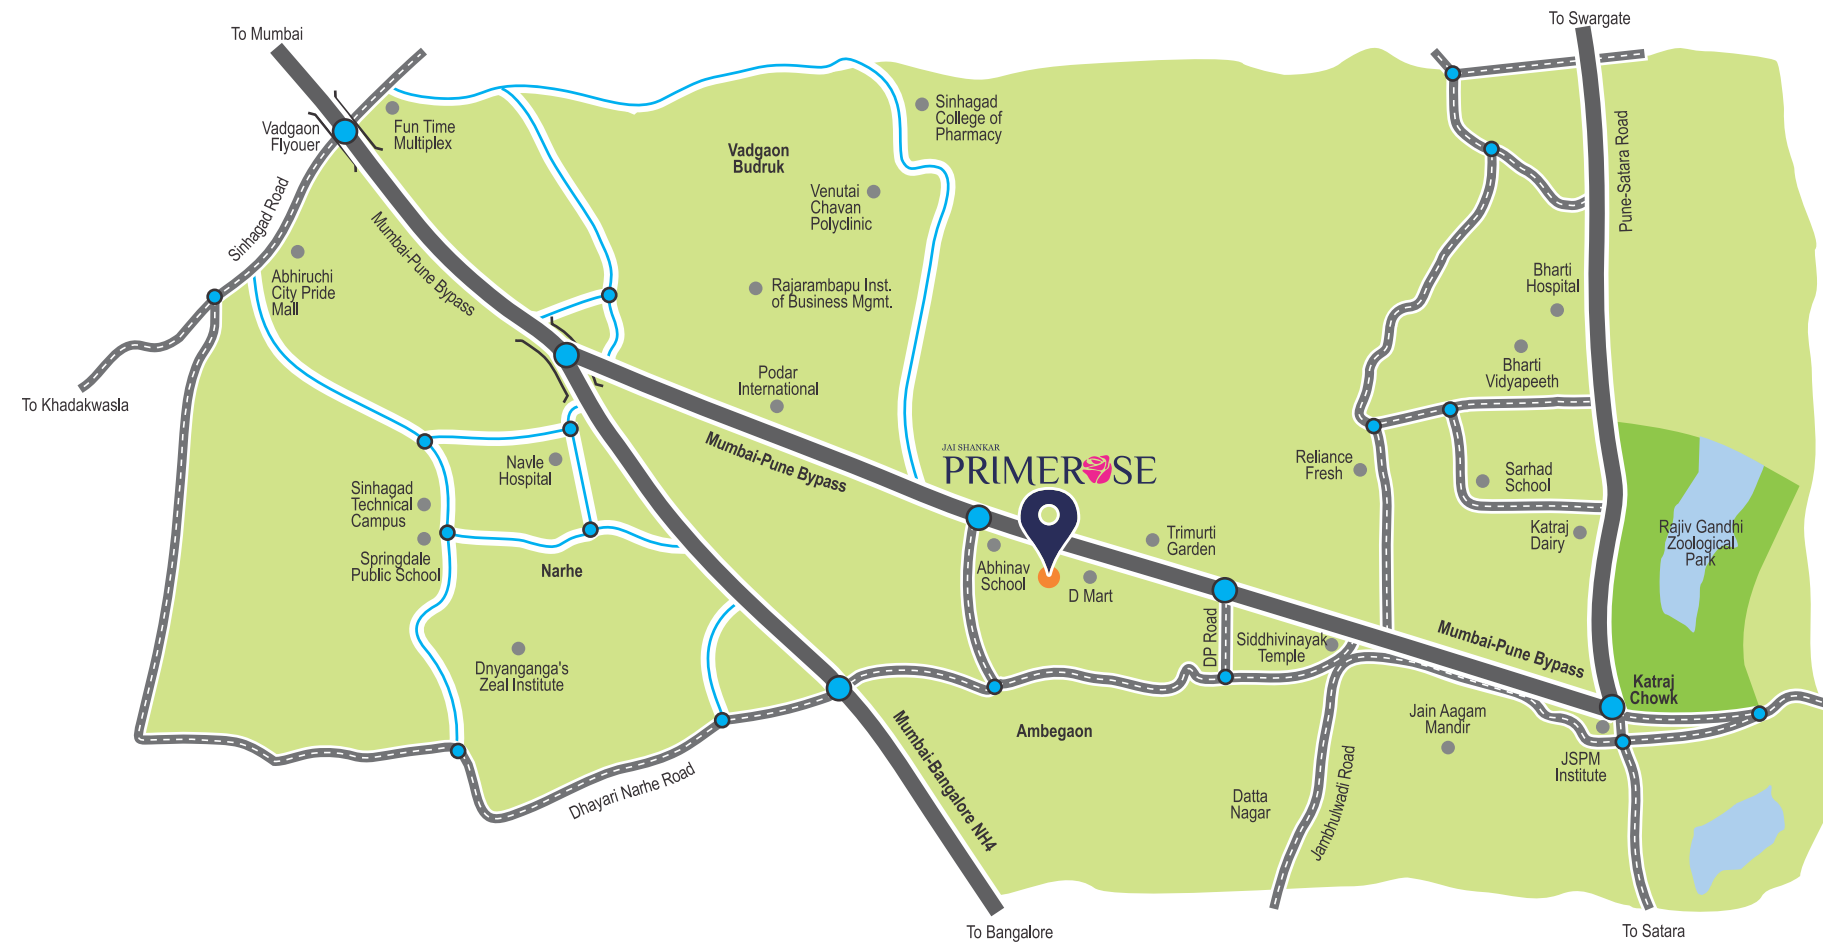 To Mumbai
To Swargate
Vadgaon
Flyouer
Fun Time
Multiplex
Sinhagad
College of
Pharmacy
Vadgaon
Budruk
Venutai
Chavan
Polyclinic
Pune-Satara Road
Sinhagad Road
Mumbai-Pune Bypass
Abhiruchi
City Pride
Mall
Rajarambapu Inst.
of Business Mgmt.
Bharti
Hospital
Bharti
Vidyapeeth
To Khadakwasla
Podar
International
Mumbai-Pune Bypass
JAI SHANKAR
PRIMEROSE
Navle
Hospital
Reliance
Fresh
Sarhad
School
Sinhagad
Technical
Campus
Springdale
Public School
Narhe
Katraj
Dairy
Rajiv Gandhi
Zoological
Park
Trimurti
Garden
Abhinav
School
D Mart
DP Road
Siddhivinayak
Temple
Mumbai-Pune Bypass
Katraj
Chowk
Dnyanganga's
Zeal Institute
Jain Aagam
Mandir
JSPM
Institute
Ambegaon
Mumbai-Bangalore NH4
Dhayari Narhe Road
Datta
Nagar
Jambhulwadi Road
To Bangalore
To Satara